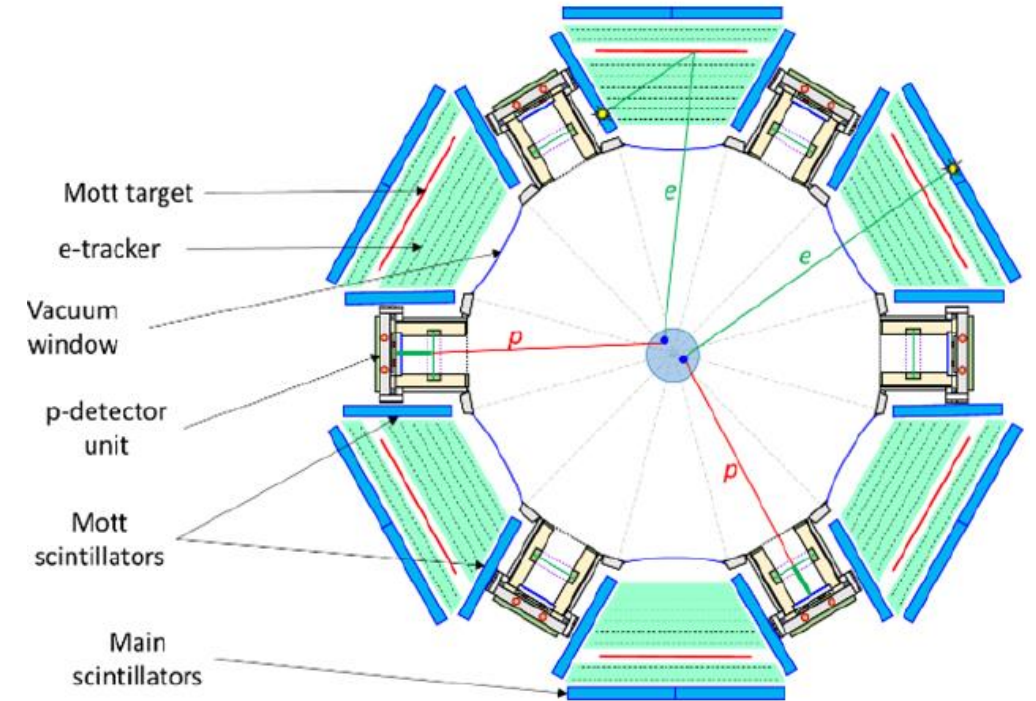 Mott target
e-tracker
Vacuum
window
p-detector
unit
Mott
scintillators
Main
scintillators
e
e
p
p